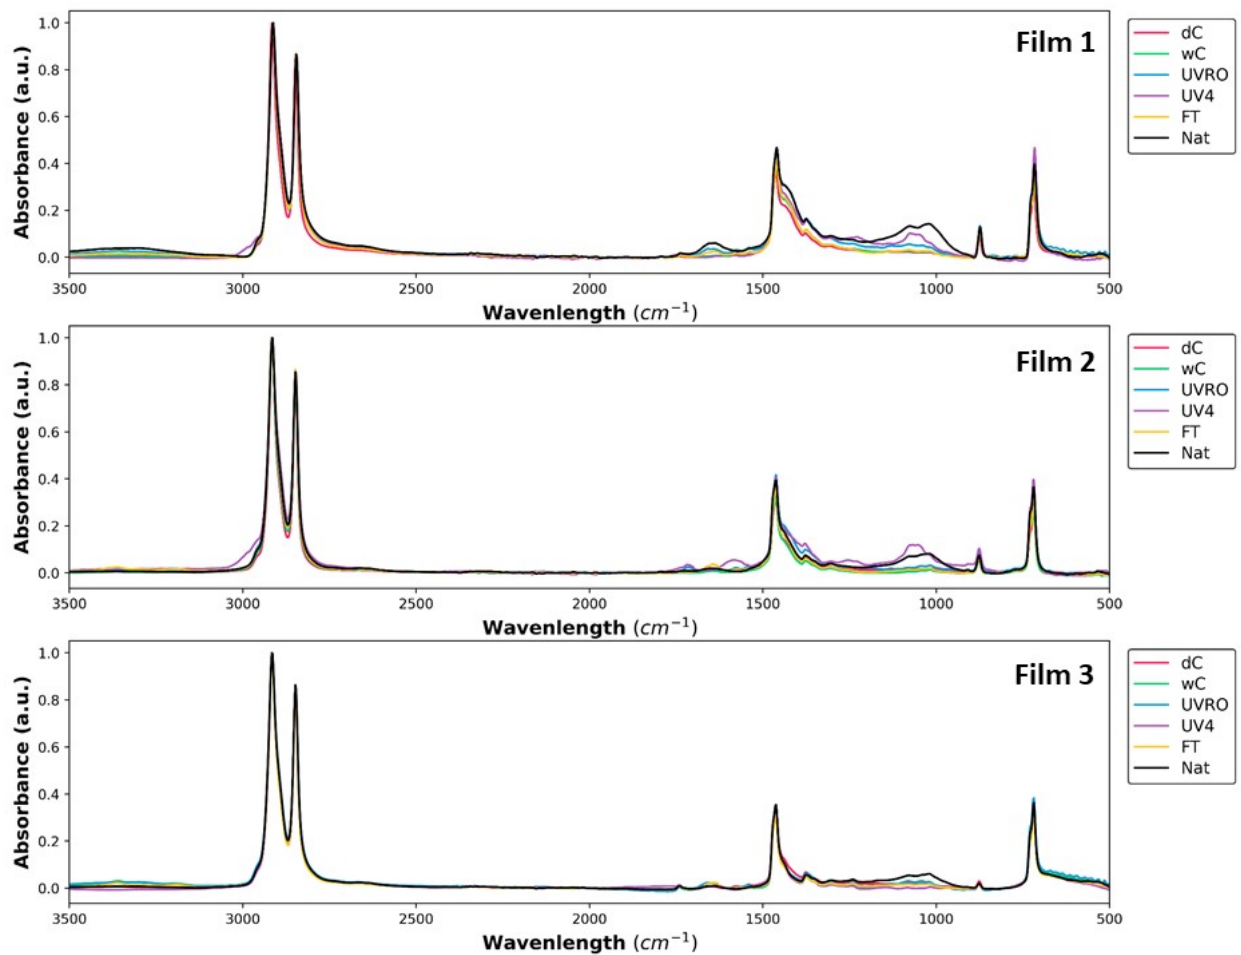 Film 1
1.0
0.8
0.6
0.4
0.2
0.0
Absorbance (a.u.)
3500 3000 2500 2000 1500 1000 500
Wavenlength (cm⁻¹)
dC
wC
UVRO
UV4
FT
Nat
Film 2
1.0
0.8
0.6
0.4
0.2
0.0
Absorbance (a.u.)
3500 3000 2500 2000 1500 1000 500
Wavenlength (cm⁻¹)
dC
wC
UVRO
UV4
FT
Nat
Film 3
1.0
0.8
0.6
0.4
0.2
0.0
Absorbance (a.u.)
3500 3000 2500 2000 1500 1000 500
Wavenlength (cm⁻¹)
dC
wC
UVRO
UV4
FT
Nat